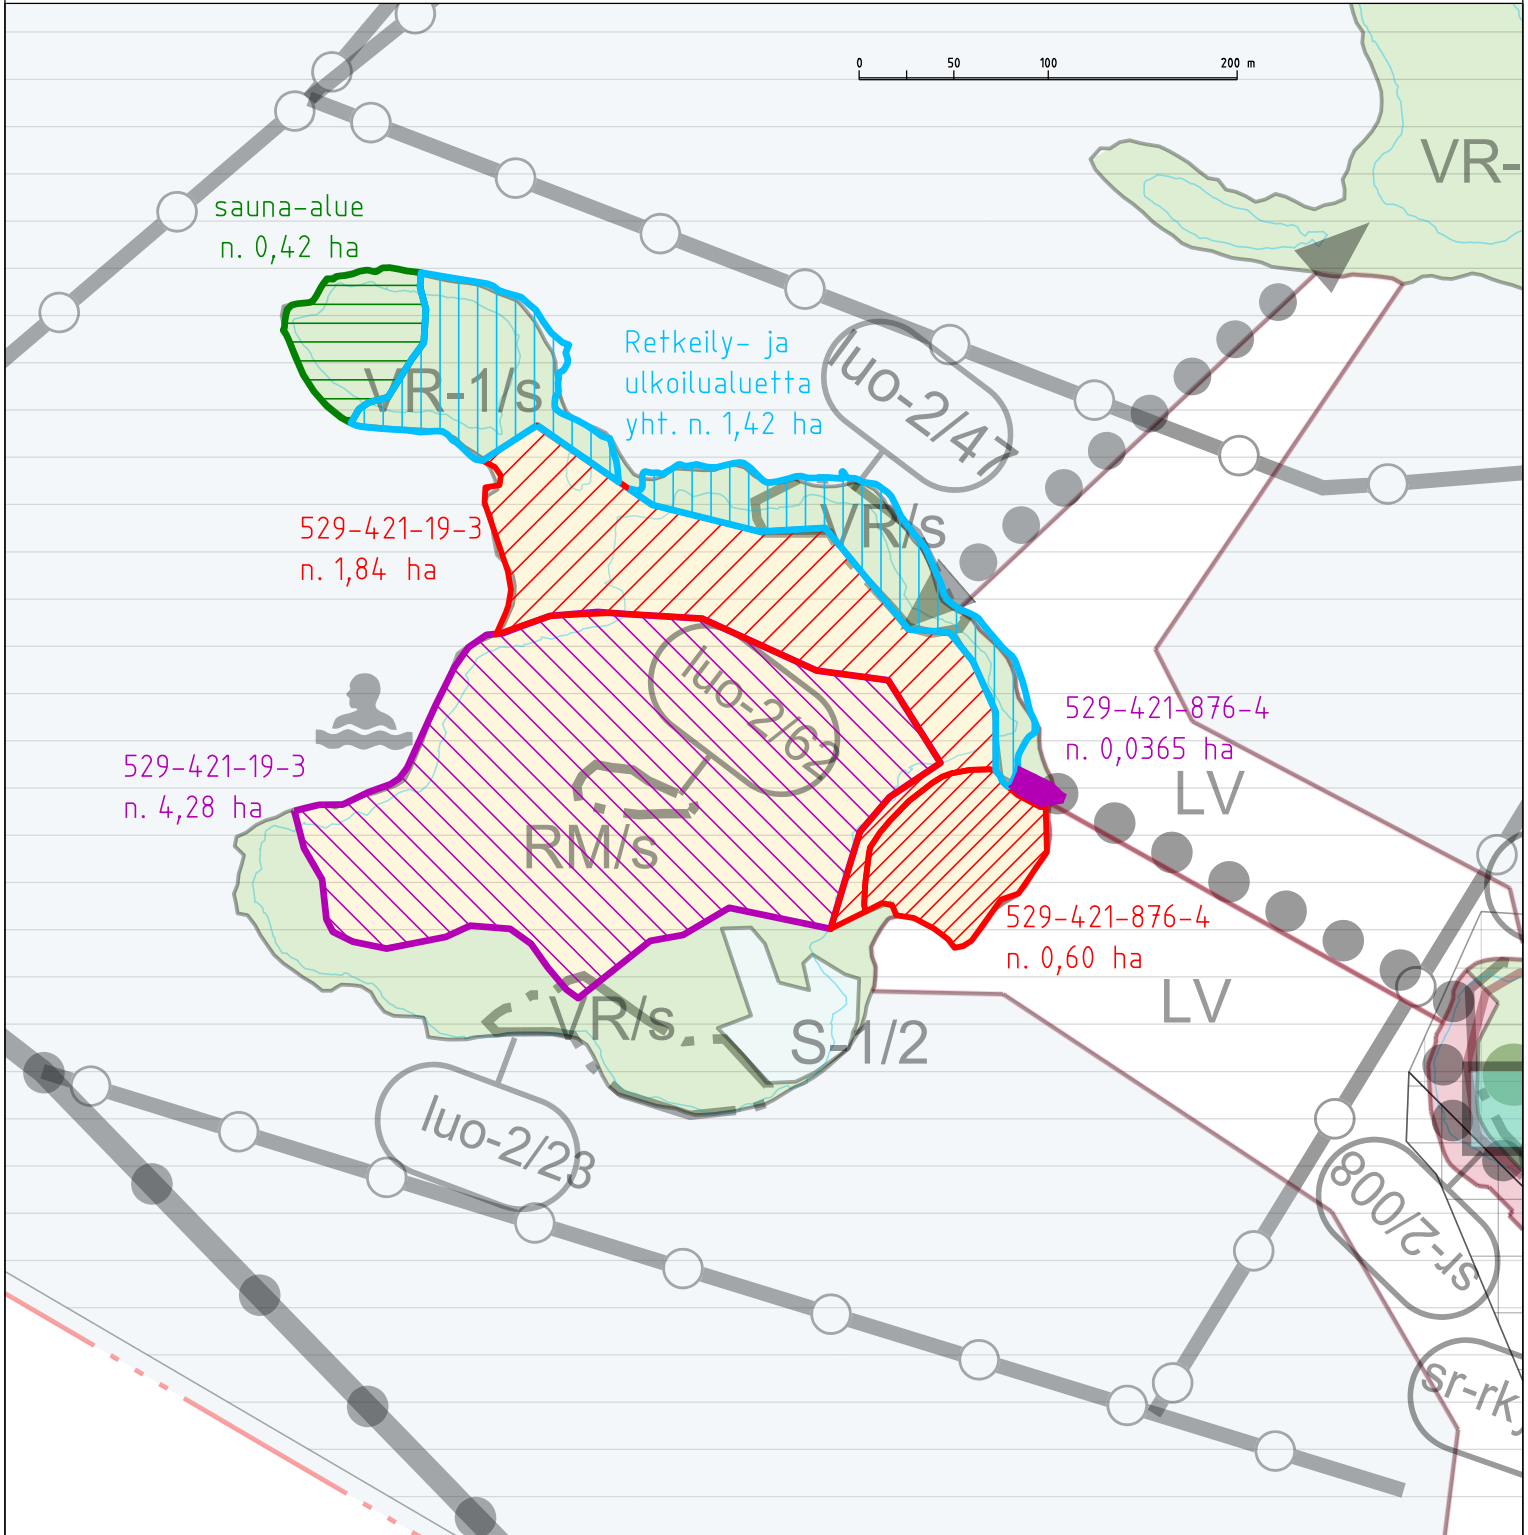 0 50 100 200 m
VR-
sauna-alue
n. 0,42 ha
Retkeily- ja
ulkoilualuetta
yht. n. 1,42 ha
luo-2/47
VR-1/s
VR/s
529-421-19-3
n. 1,84 ha
luo-2/62
529-421-876-4
n. 0,0365 ha
LV
529-421-19-3
n. 4,28 ha
RM/s
529-421-876-4
n. 0,60 ha
LV
VR/s
S-1/2
luo-2/23
sr-2/008
sr-rky